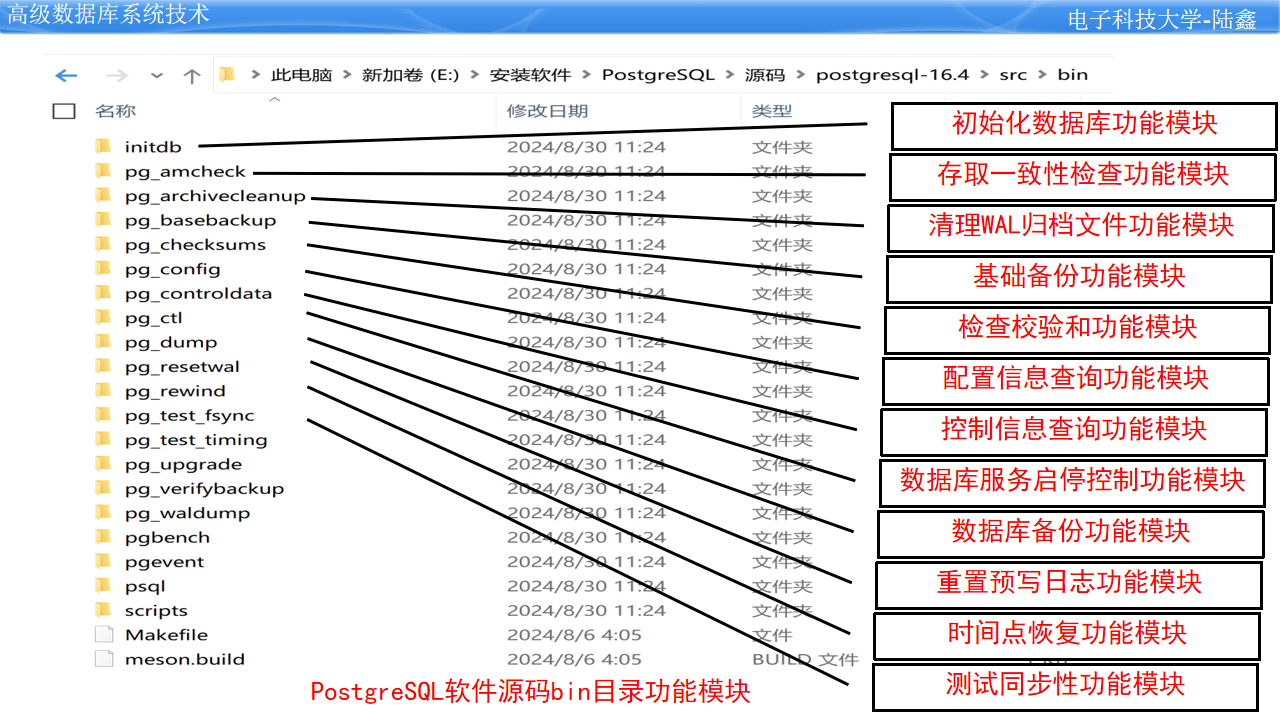 高级数据库系统技术
电子科技大学-陆鑫
此电脑 > 新加卷 (E:) > 安装软件 > PostgreSQL > 源码 > postgresql-16.4 > src > bin
名称 修改日期 类型
initdb 2024/8/30 11:24 文件夹
pg_amcheck 2024/8/30 11:24 文件夹
pg_archivecleanup 2024/8/30 11:24 文件夹
pg_basebackup 2024/8/30 11:24 文件夹
pg_checksums 2024/8/30 11:24 文件夹
pg_config 2024/8/30 11:24 文件夹
pg_controldata 2024/8/30 11:24 文件夹
pg_ctl 2024/8/30 11:24 文件夹
pg_dump 2024/8/30 11:24 文件夹
pg_resetwal 2024/8/30 11:24 文件夹
pg_rewind 2024/8/30 11:24 文件夹
pg_test_fsync 2024/8/30 11:24 文件夹
pg_test_timing 2024/8/30 11:24 文件夹
pg_upgrade 2024/8/30 11:24 文件夹
pg_verifybackup 2024/8/30 11:24 文件夹
pg_waldump 2024/8/30 11:24 文件夹
pgbench 2024/8/30 11:24 文件夹
pgevent 2024/8/30 11:24 文件夹
psql 2024/8/30 11:24 文件夹
scripts 2024/8/30 11:24 文件夹
Makefile 2024/8/6 4:05 文件
meson.build 2024/8/6 4:05 BUILD 文件
初始化数据库功能模块
存取一致性检查功能模块
清理WAL归档文件功能模块
基础备份功能模块
检查校验和功能模块
配置信息查询功能模块
控制信息查询功能模块
数据库服务启停控制功能模块
数据库备份功能模块
重置预写日志功能模块
时间点恢复功能模块
测试同步性功能模块
PostgreSQL软件源码bin目录功能模块